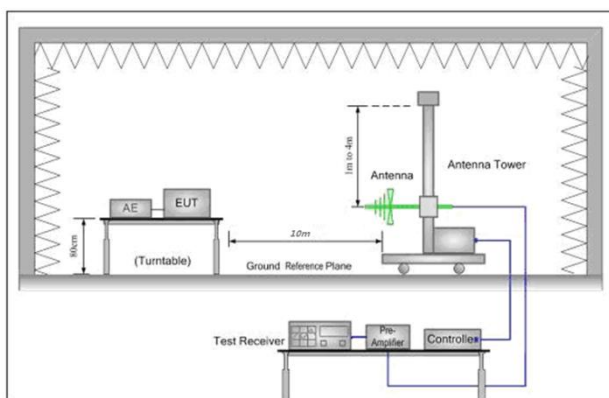 1m to 4m
Antenna
Antenna Tower
AE
EUT
10m
80cm
(Turntable)
Ground Reference Plane
Test Receiver
Pre-
Amplifier
Controller